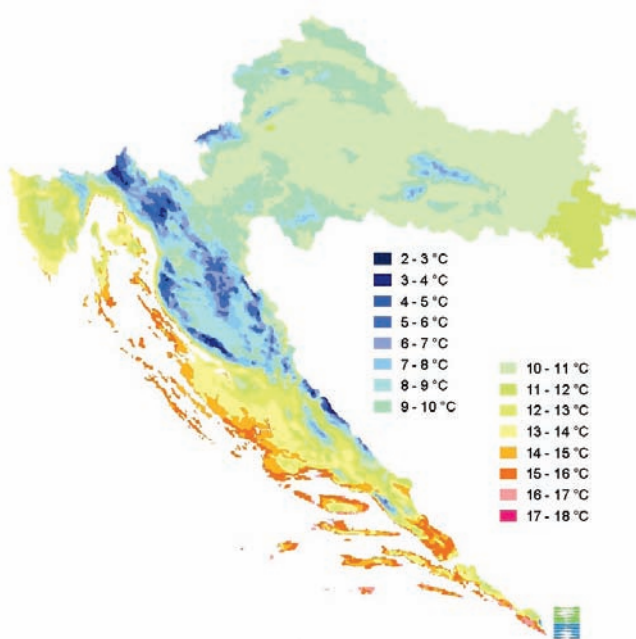 2 - 3 °C
3 - 4 °C
4 - 5 °C
5 - 6 °C
6 - 7 °C
7 - 8 °C
8 - 9 °C
9 - 10 °C
10 - 11 °C
11 - 12 °C
12 - 13 °C
13 - 14 °C
14 - 15 °C
15 - 16 °C
16 - 17 °C
17 - 18 °C